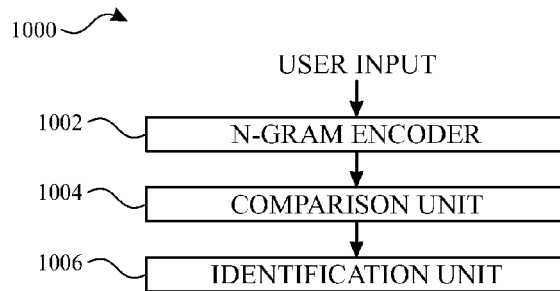 1000
USER INPUT
1002
N-GRAM ENCODER
1004
COMPARISON UNIT
1006
IDENTIFICATION UNIT